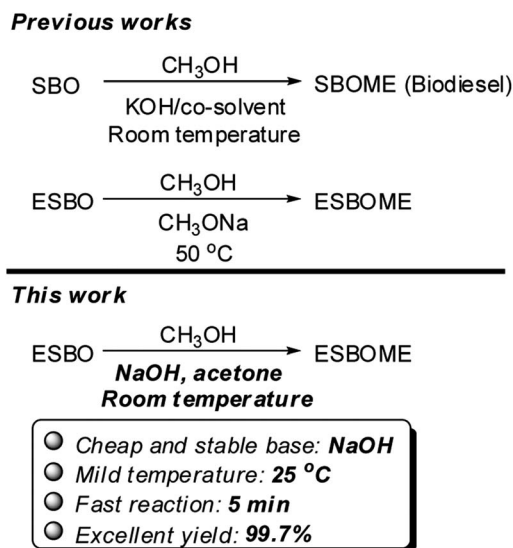 Previous works
CH₃OH
SBO SBOME (Biodiesel)
KOH/co-solvent
Room temperature
CH₃OH
ESBO ESBOME
CH₃ONa
50 °C
This work
CH₃OH
ESBO ESBOME
NaOH, acetone
Room temperature
Cheap and stable base: NaOH
Mild temperature: 25 °C
Fast reaction: 5 min
Excellent yield: 99.7%